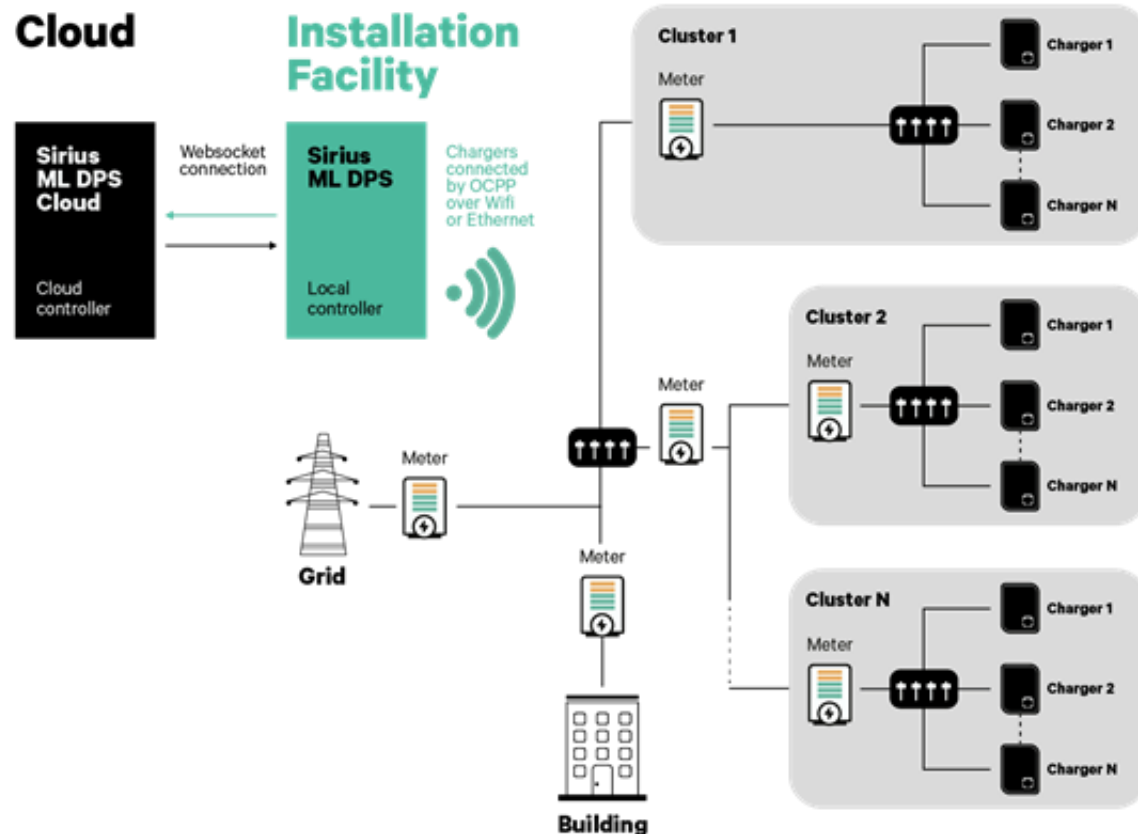 Cloud
Installation
Facility
Sirius
ML DPS
Cloud
Cloud
controller
Websocket
connection
Sirius
ML DPS
Local
controller
Chargers
connected
by OCPP
over Wifi
or Ethernet
Cluster 1
Meter
Charger 1
Charger 2
Charger N
Meter
Cluster 2
Meter
Charger 1
Charger 2
Charger N
Meter
Grid
Meter
Building
Cluster N
Meter
Charger 1
Charger 2
Charger N